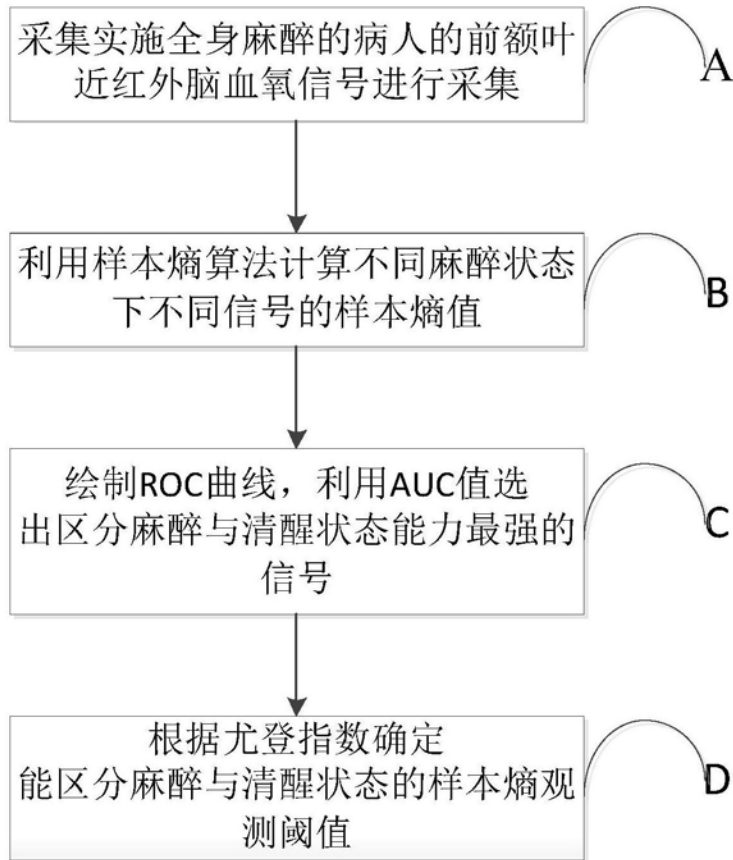 采集实施全身麻醉的病人的前额叶
近红外脑血氧信号进行采集
A
利用样本熵算法计算不同麻醉状态
下不同信号的样本熵值
B
绘制ROC曲线，利用AUC值选
出区分麻醉与清醒状态能力最强的
信号
C
根据尤登指数确定
能区分麻醉与清醒状态的样本熵观
测阈值
D